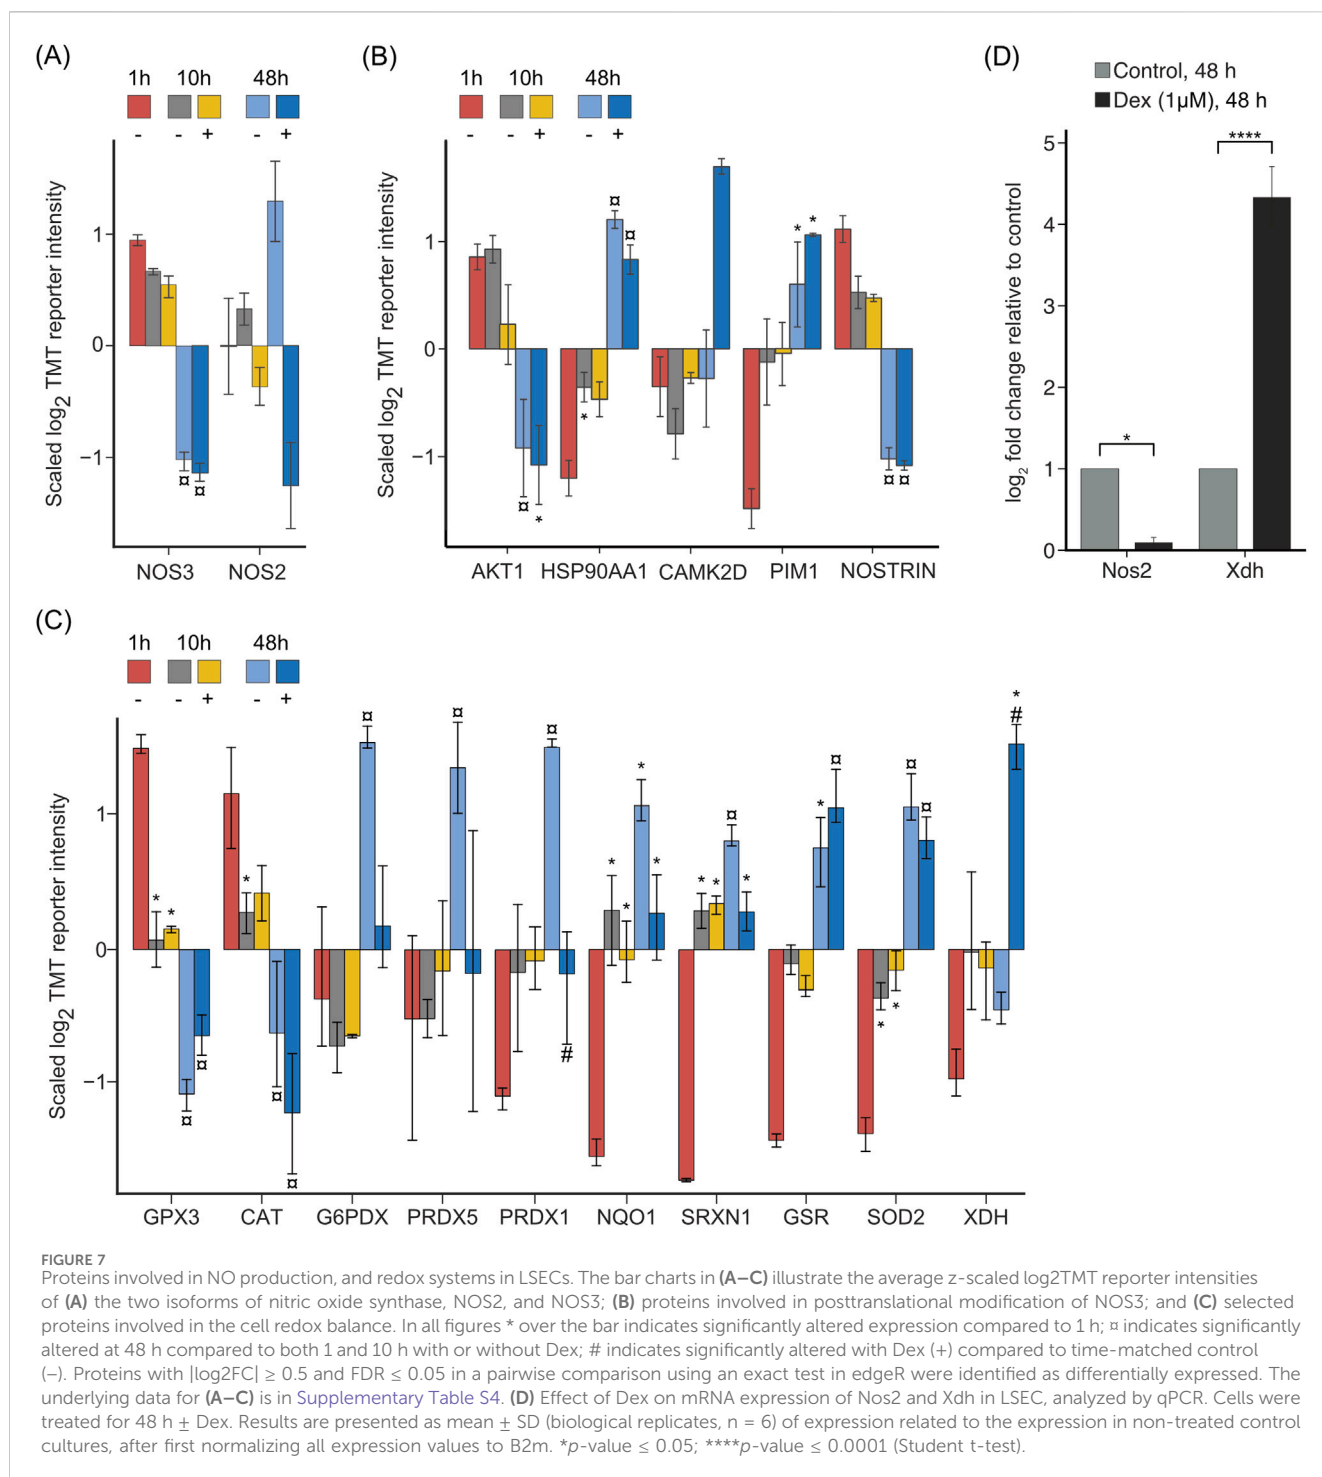 (A)
1h 10h 48h
- - + - +
Scaled log2 TMT reporter intensity
1
0
−1
NOS3 NOS2
¤ ¤
(B)
1h 10h 48h
- - + - +
Scaled log2 TMT reporter intensity
1
0
−1
¤ * * ¤ ¤ * * ¤ ¤
AKT1 HSP90AA1 CAMK2D PIM1 NOSTRIN
(D)
Control, 48 h
Dex (1µM), 48 h
log2 fold change relative to control
5
4
3
2
1
0
*
****
Nos2 Xdh
(C)
1h 10h 48h
- - + - +
Scaled log2 TMT reporter intensity
1
0
−1
* * ¤ ¤
* ¤ ¤
¤
¤
¤ #
* * * *
* * ¤ *
* ¤
* * ¤ ¤
*
#
GPX3 CAT G6PDX PRDX5 PRDX1 NQO1 SRXN1 GSR SOD2 XDH
FIGURE 7
Proteins involved in NO production, and redox systems in LSECs. The bar charts in (A–C) illustrate the average z-scaled log2TMT reporter intensities
of (A) the two isoforms of nitric oxide synthase, NOS2, and NOS3; (B) proteins involved in posttranslational modification of NOS3; and (C) selected
proteins involved in the cell redox balance. In all figures * over the bar indicates significantly altered expression compared to 1 h; ¤ indicates significantly
altered at 48 h compared to both 1 and 10 h with or without Dex; # indicates significantly altered with Dex (+) compared to time-matched control
(–). Proteins with |log2FC| ≥ 0.5 and FDR ≤ 0.05 in a pairwise comparison using an exact test in edgeR were identified as differentially expressed. The
underlying data for (A–C) is in Supplementary Table S4. (D) Effect of Dex on mRNA expression of Nos2 and Xdh in LSEC, analyzed by qPCR. Cells were
treated for 48 h ± Dex. Results are presented as mean ± SD (biological replicates, n = 6) of expression related to the expression in non-treated control
cultures, after first normalizing all expression values to B2m. *p-value ≤ 0.05; ****p-value ≤ 0.0001 (Student t-test).